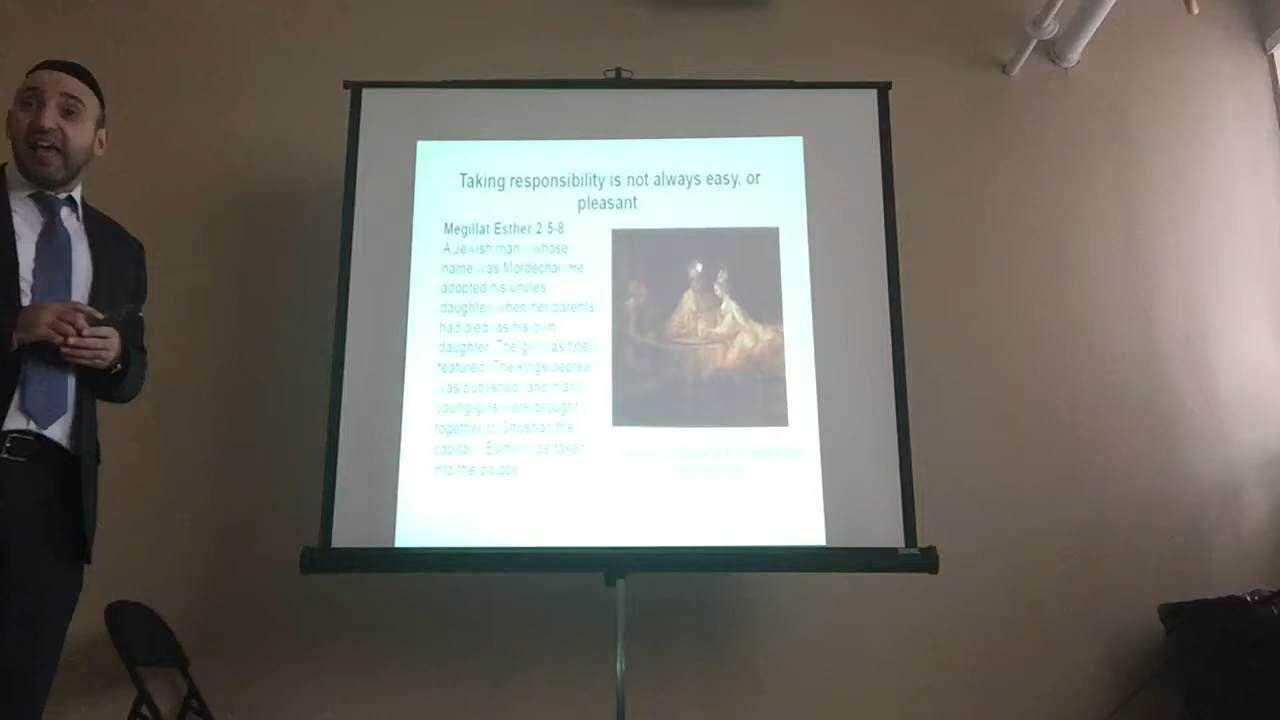 Taking responsibility is not always easy, or
pleasant
Megillat Esther 2 5-8
A Jewish man whose
name was Mordechai He
adopted his uncles
daughter when her parents
had died as his own
daughter The girl was finely
featured The kings decree
was published and many
young girls were brought
together to Shushan the
capital Esther was taken
into the palace